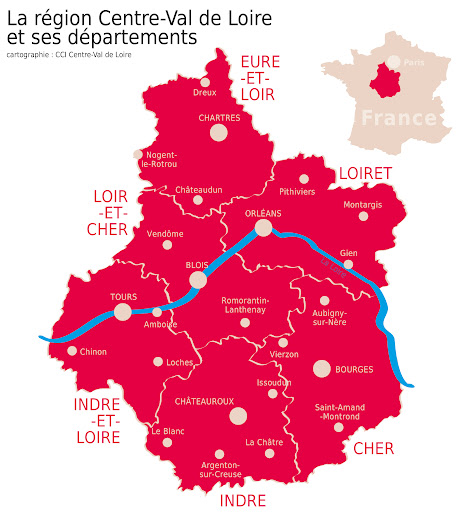 La région Centre-Val de Loire
et ses départements
cartographie : CCI Centre-Val de Loire
Paris
France
EURE
-ET-
LOIR
Dreux
CHARTRES
Nogent-
le-Rotrou
Châteaudun
LOIRET
Pithiviers
Montargis
LOIR
-ET-
CHER
ORLÉANS
Vendôme
Gien
La Loire
BLOIS
TOURS
Amboise
Romorantin-
Lanthenay
Aubigny-
sur-Nère
Chinon
Loches
Vierzon
BOURGES
Issoudun
CHÂTEAUROUX
INDRE
-ET-
LOIRE
Saint-Amand
-Montrond
Le Blanc
La Châtre
CHER
Argenton-
sur-Creuse
INDRE